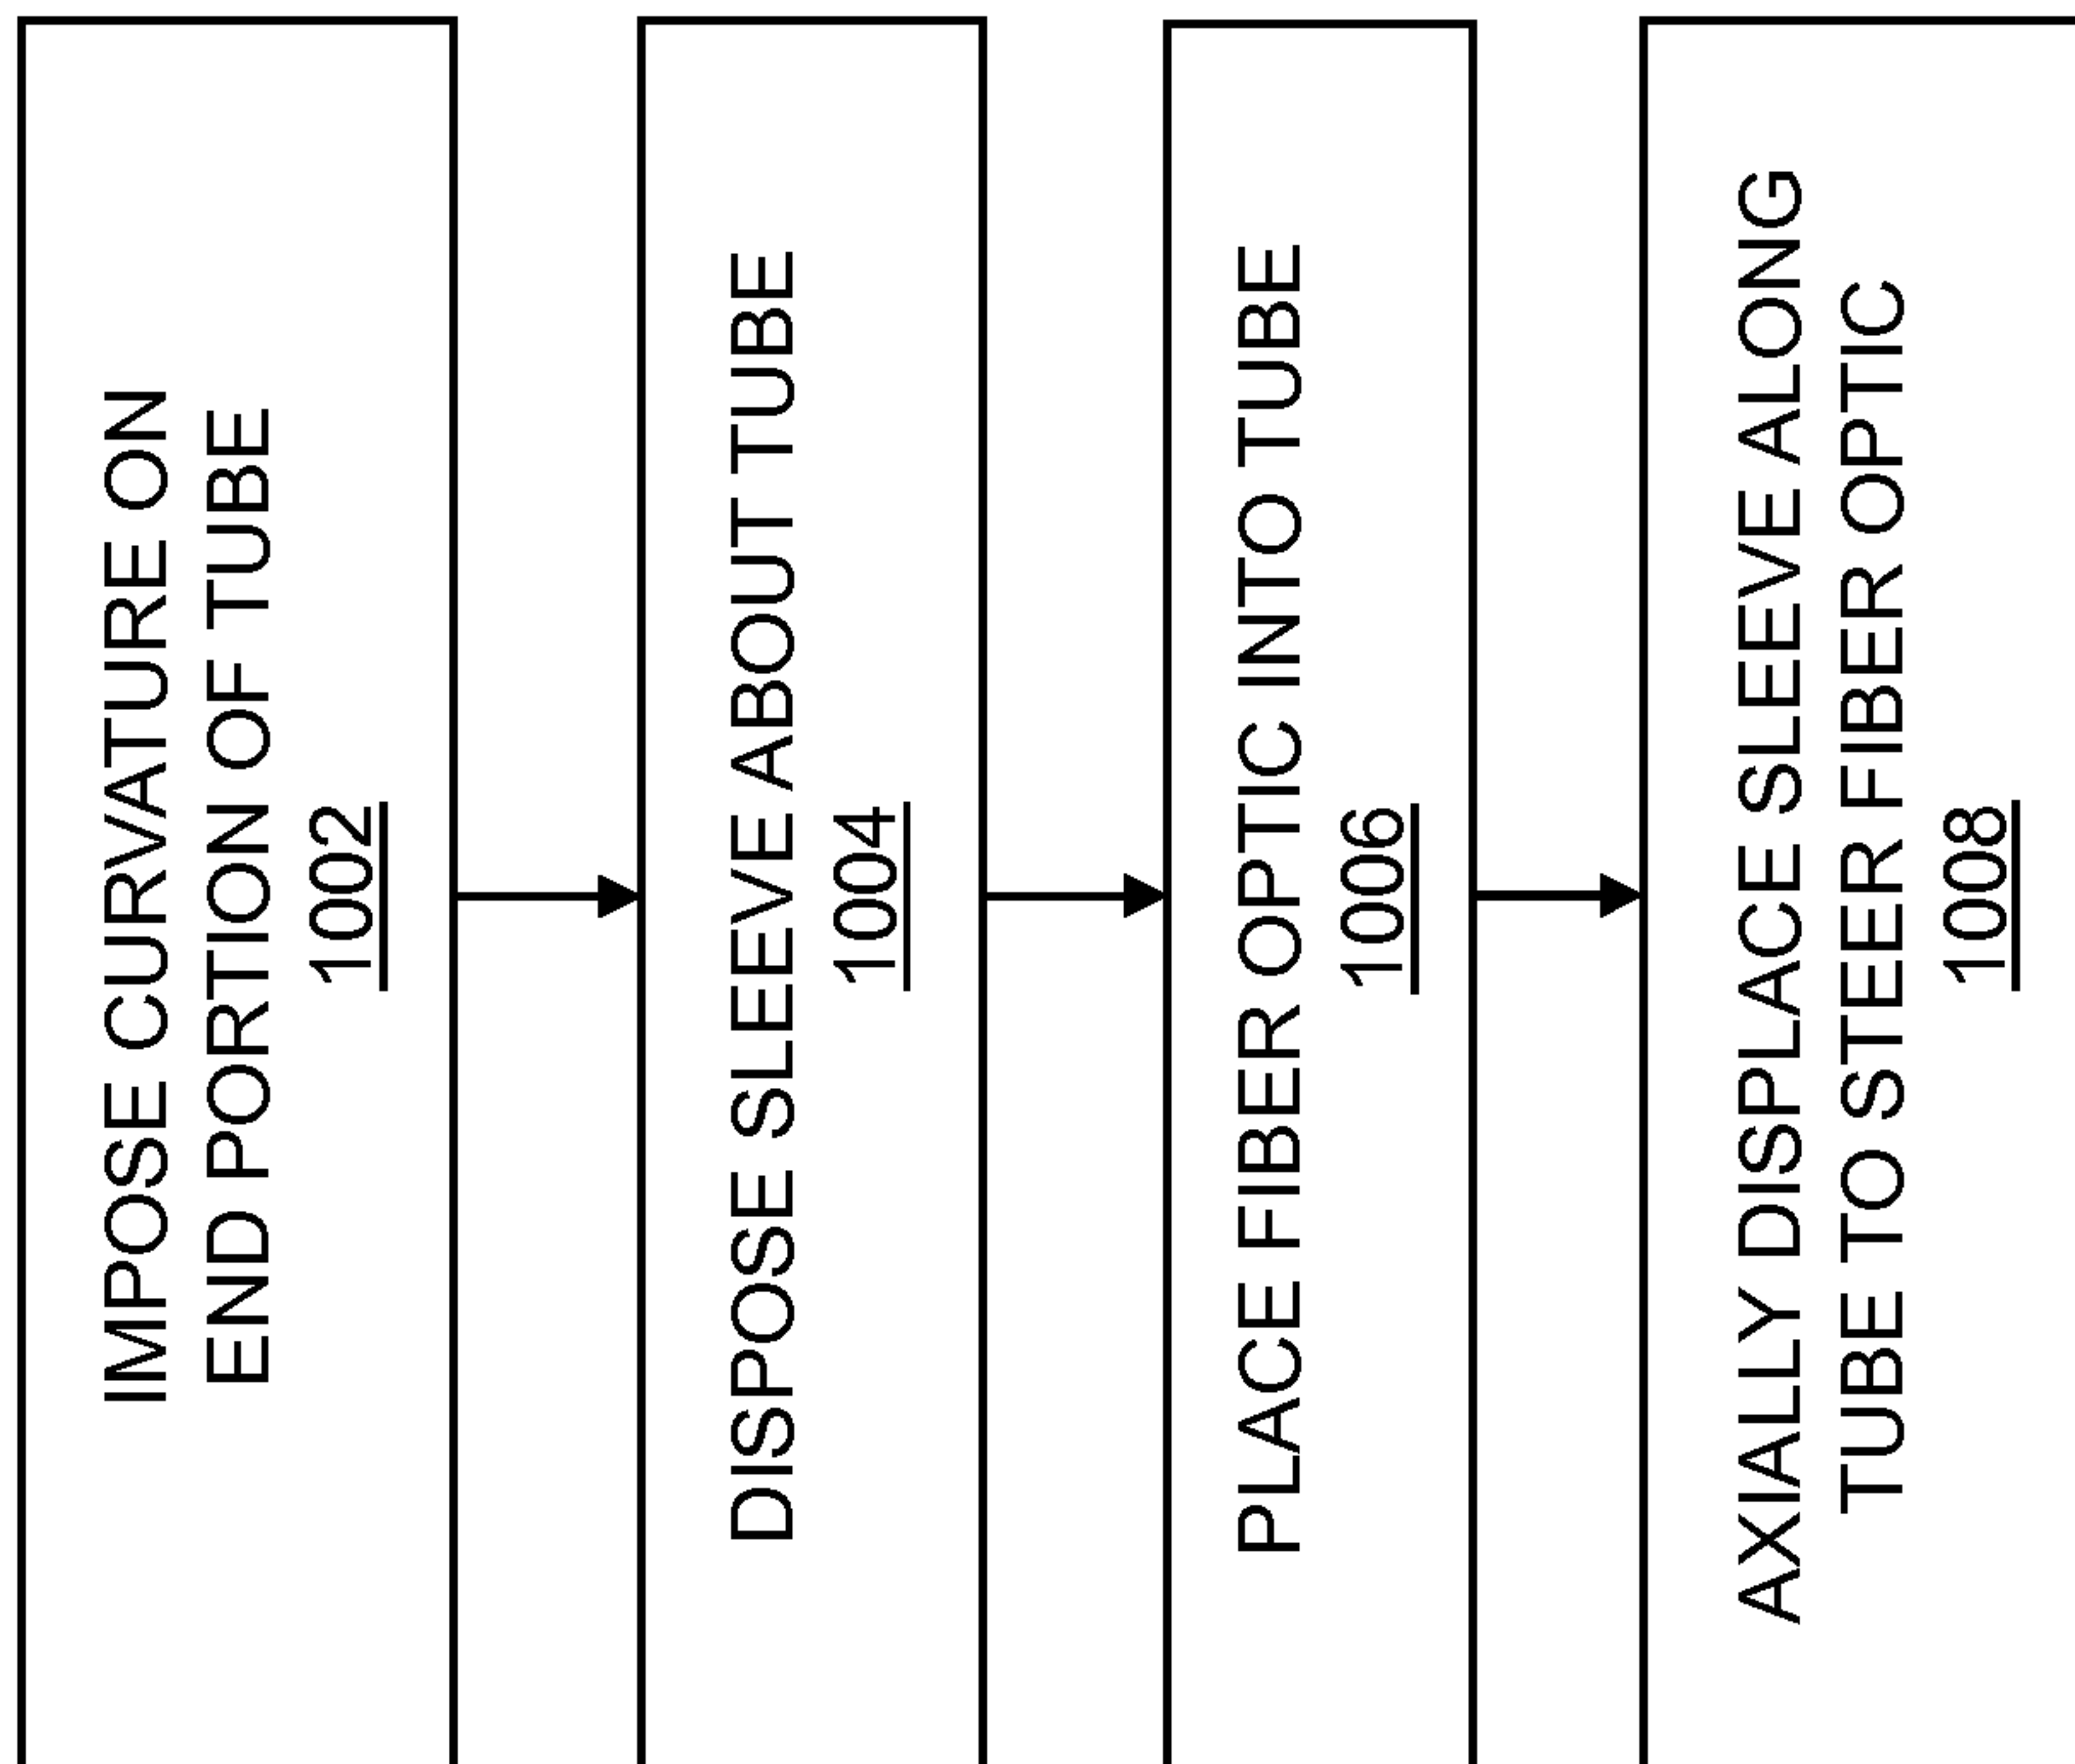 IMPOSE CURVATURE ON
END PORTION OF TUBE
1002
DISPOSE SLEEVE ABOUT TUBE
1004
PLACE FIBER OPTIC INTO TUBE
1006
AXIALLY DISPLACE SLEEVE ALONG
TUBE TO STEER FIBER OPTIC
1008